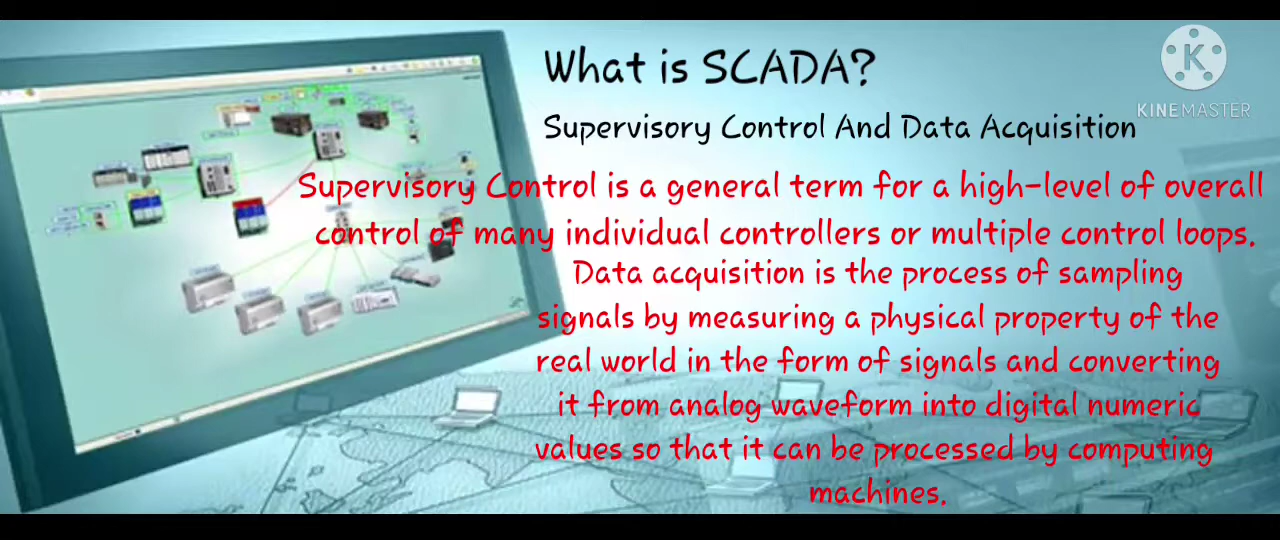 What is SCADA?
KINEMASTER
Supervisory Control And Data Acquisition
Supervisory Control is a general term for a high-level of overall
control of many individual controllers or multiple control loops.
Data acquisition is the process of sampling
signals by measuring a physical property of the
real world in the form of signals and converting
it from analog waveform into digital numeric
values so that it can be processed by computing
machines.